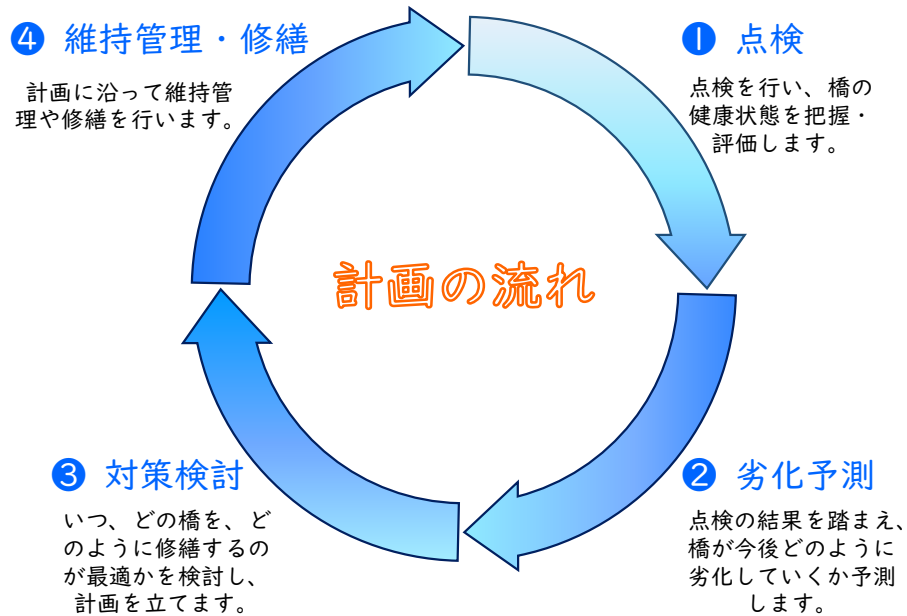 ❶ 点検
点検を行い、橋の
健康状態を把握・
評価します。
❷ 劣化予測
点検の結果を踏まえ、
橋が今後どのように
劣化していくか予測
します。
❸ 対策検討
いつ、どの橋を、ど
のように修繕するの
が最適かを検討し、
計画を立てます。
❹ 維持管理・修繕
計画に沿って維持管
理や修繕を行います。
計画の流れ